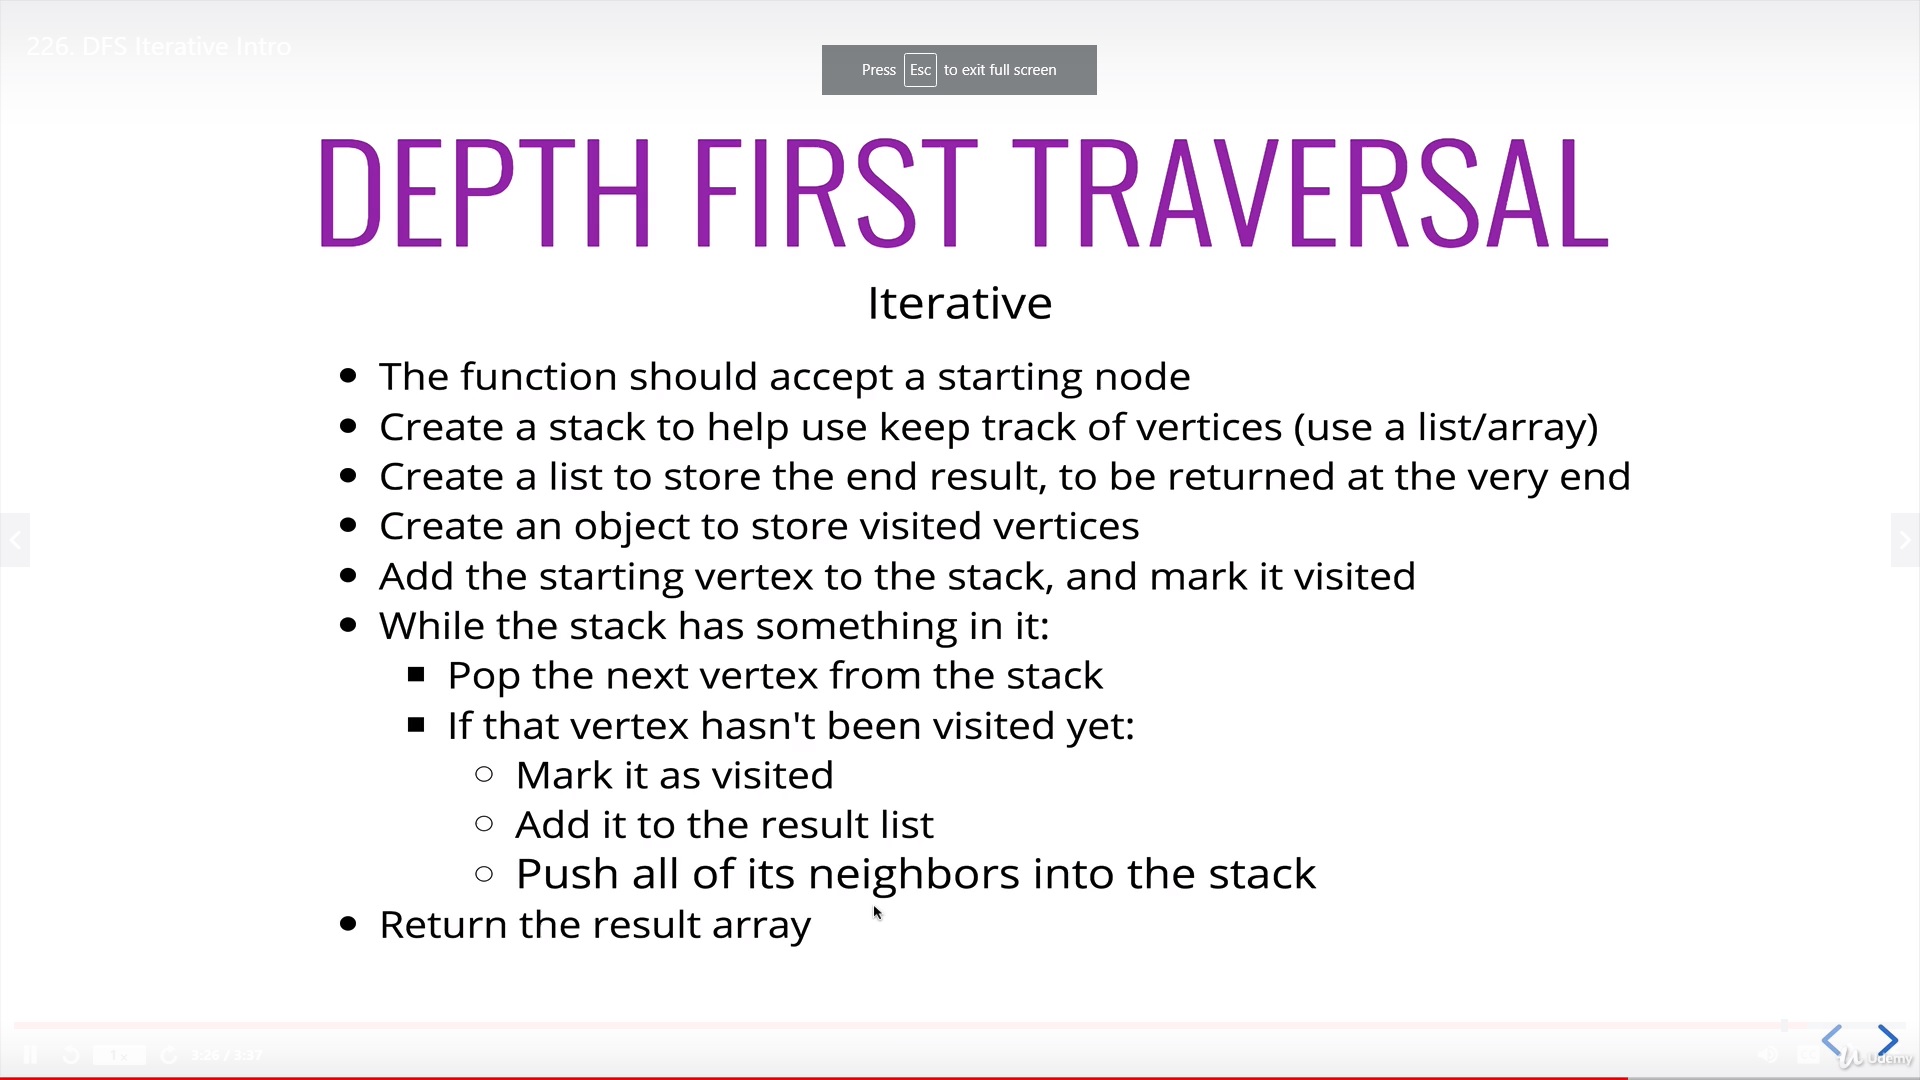 226. DFS Iterative Intro
Press Esc to exit full screen
DEPTH FIRST TRAVERSAL
Iterative
The function should accept a starting node
Create a stack to help use keep track of vertices (use a list/array)
Create a list to store the end result, to be returned at the very end
Create an object to store visited vertices
Add the starting vertex to the stack, and mark it visited
While the stack has something in it:
Pop the next vertex from the stack
If that vertex hasn't been visited yet:
Mark it as visited
Add it to the result list
Push all of its neighbors into the stack
Return the result array
1x
3:26 / 3:37
Udemy